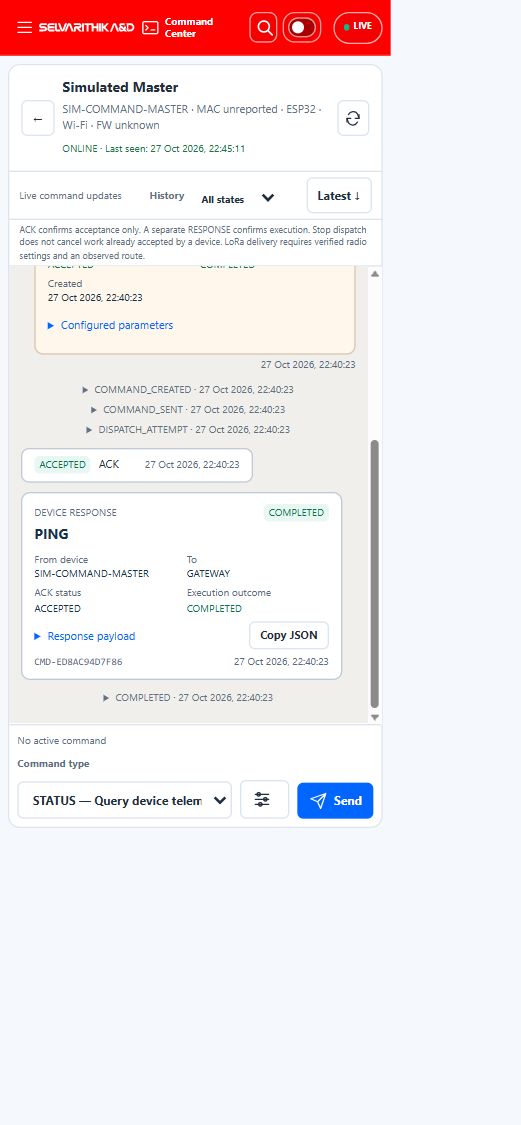 SELVARITHIK A&D
Command
Center
LIVE
Simulated Master
SIM-COMMAND-MASTER · MAC unreported · ESP32 ·
Wi-Fi · FW unknown
ONLINE · Last seen: 27 Oct 2026, 22:45:11
←
Live command updates
History
All states
Latest ↓
ACK confirms acceptance only. A separate RESPONSE confirms execution. Stop dispatch
does not cancel work already accepted by a device. LoRa delivery requires verified radio
settings and an observed route.
ACCEPTED COMPLETED
Created
27 Oct 2026, 22:40:23
▶ Configured parameters
27 Oct 2026, 22:40:23
▶ COMMAND_CREATED · 27 Oct 2026, 22:40:23
▶ COMMAND_SENT · 27 Oct 2026, 22:40:23
▶ DISPATCH_ATTEMPT · 27 Oct 2026, 22:40:23
ACCEPTED ACK 27 Oct 2026, 22:40:23
DEVICE RESPONSE COMPLETED
PING
From device To
SIM-COMMAND-MASTER GATEWAY
ACK status Execution outcome
ACCEPTED COMPLETED
▶ Response payload Copy JSON
CMD-ED8AC94D7F86 27 Oct 2026, 22:40:23
▶ COMPLETED · 27 Oct 2026, 22:40:23
No active command
Command type
STATUS — Query device telem
Send